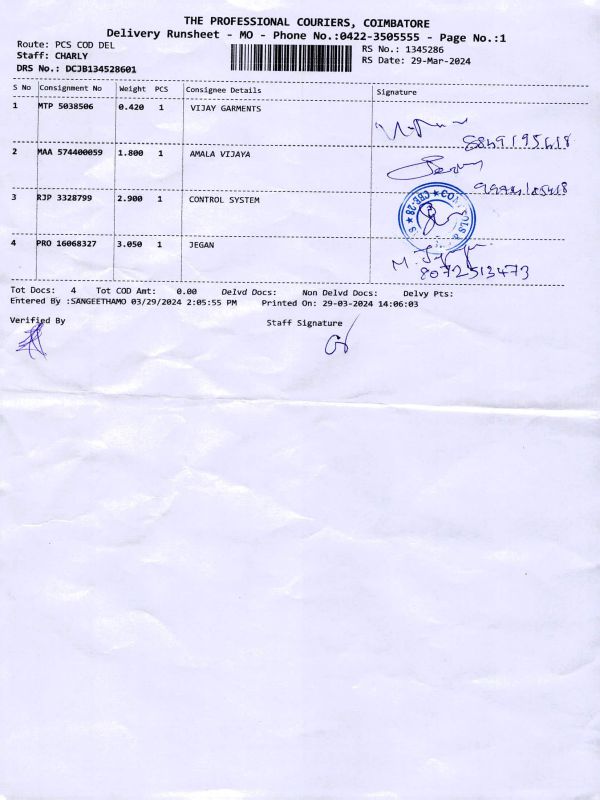 THE PROFESSIONAL COURIERS, COIMBATORE
Delivery Runsheet - MO - Phone No.:0422-3505555 - Page No.:1
Route: PCS COD DEL
RS No.: 1345286
Staff: CHARLY
RS Date: 29-Mar-2024
DRS No.: DCJB134528601
S No Consignment No Weight PCS Consignee Details Signature
1 MTP 5038506 0.420 1 VIJAY GARMENTS
2 MAA 574400059 1.800 1 AMALA VIJAYA
3 RJP 3328799 2.900 1 CONTROL SYSTEM
CBE-28
4 PRO 16068327 3.050 1 JEGAN
8072513473
Tot Docs: 4 Tot COD Amt: 0.00 Delvd Docs: Non Delvd Docs: Delvy Pts:
Entered By :SANGEETHAMO 03/29/2024 2:05:55 PM Printed On: 29-03-2024 14:06:03
Verified By Staff Signature